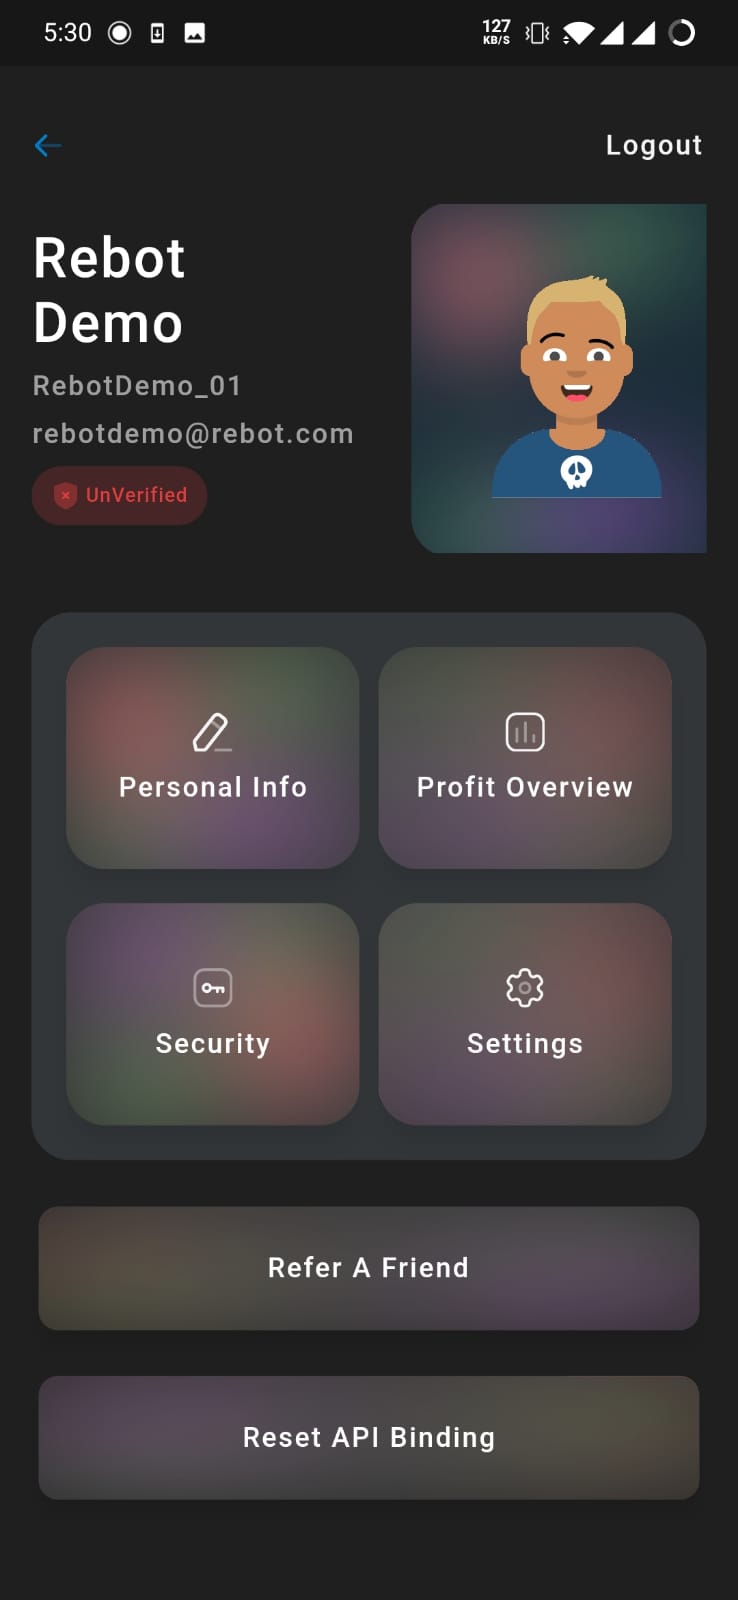 5:30
127
KB/S
Logout
Rebot
Demo
RebotDemo_01
rebotdemo@rebot.com
UnVerified
Personal Info
Profit Overview
Security
Settings
Refer A Friend
Reset API Binding